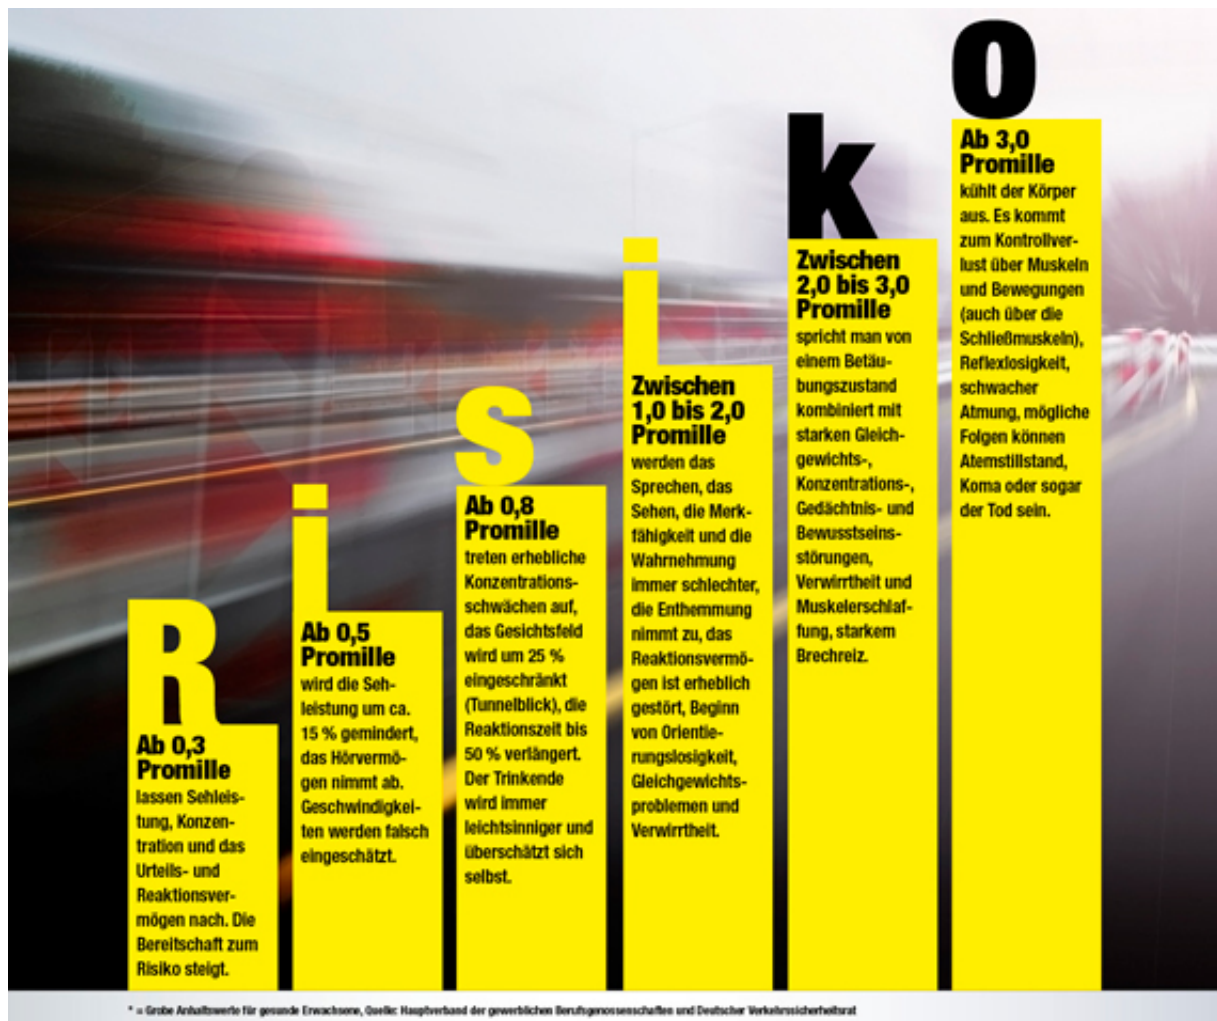 Risiko
Ab 0,3
Promille
lassen Sehleis-
tung, Konzen-
tration und das
Urteils- und
Reaktionsver-
mögen nach. Die
Bereitschaft zum
Risiko steigt.
Ab 0,5
Promille
wird die Seh-
leistung um ca.
15 % gemindert,
das Hörvermö-
gen nimmt ab.
Geschwindigkei-
ten werden falsch
eingeschätzt.
Ab 0,8
Promille
treten erhebliche
Konzentrations-
schwächen auf,
das Gesichtsfeld
wird um 25 %
eingeschränkt
(Tunnelblick), die
Reaktionszeit bis
50 % verlängert.
Der Trinkende
wird immer
leichtsinniger und
überschätzt sich
selbst.
Zwischen
1,0 bis 2,0
Promille
werden das
Sprechen, das
Sehen, die Merk-
fähigkeit und die
Wahrnehmung
immer schlechter,
die Enthemmung
nimmt zu, das
Reaktionsvermö-
gen ist erheblich
gestört, Beginn
von Orientie-
rungslosigkeit,
Gleichgewichts-
problemen und
Verwirrtheit.
Zwischen
2,0 bis 3,0
Promille
spricht man von
einem Betäu-
bungszustand
kombiniert mit
starken Gleich-
gewichts-,
Konzentrations-,
Gedächtnis- und
Bewusstseins-
störungen,
Verwirrtheit und
Muskelerschlaf-
fung, starkem
Brechreiz.
Ab 3,0
Promille
kühlt der Körper
aus. Es kommt
zum Kontrollver-
lust über Muskeln
und Bewegungen
(auch über die
Schließmuskeln),
Reflexlosigkeit,
schwacher
Atmung, mögliche
Folgen können
Atemstillstand,
Koma oder sogar
der Tod sein.
* = Grobe Anhaltswerte für gesunde Erwachsene, Quelle: Hauptverband der gewerblichen Berufsgenossenschaften und Deutscher Verkehrssicherheitsrat